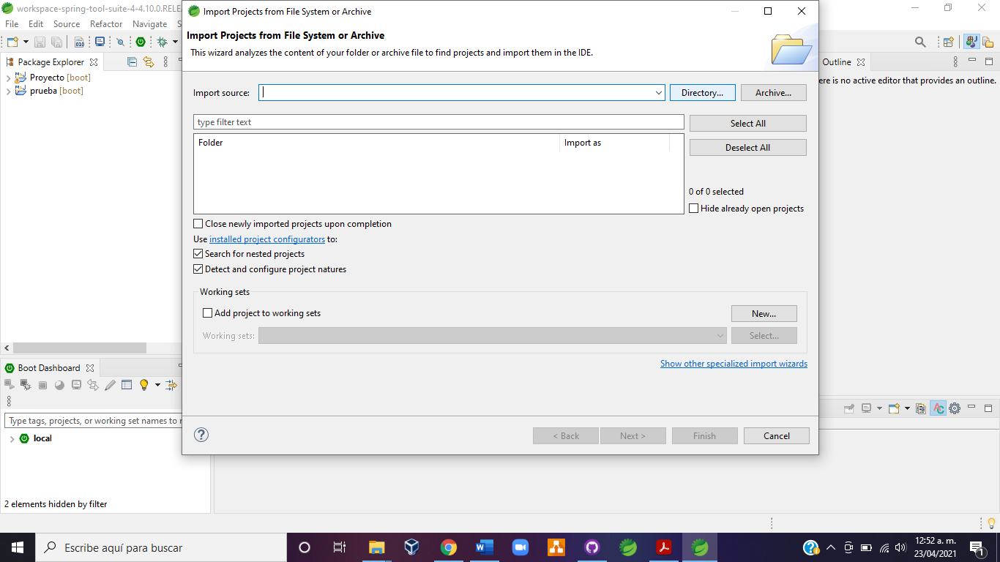 workspace-spring-tool-suite-4-4.10.0.RELEA
Import Projects from File System or Archive
File Edit Source Refactor Navigate S
Import Projects from File System or Archive
This wizard analyzes the content of your folder or archive file to find projects and import them in the IDE.
Package Explorer
Outline
Proyecto [boot]
prueba [boot]
ere is no active editor that provides an outline.
Import source:
Directory...
Archive...
type filter text
Select All
Folder
Import as
Deselect All
0 of 0 selected
Hide already open projects
Close newly imported projects upon completion
Use installed project configurators to:
Search for nested projects
Detect and configure project natures
Working sets
Add project to working sets
New...
Working sets:
Select...
Show other specialized import wizards
Boot Dashboard
Type tags, projects, or working set names to
local
< Back
Next >
Finish
Cancel
2 elements hidden by filter
Escribe aquí para buscar
12:52 a. m.
23/04/2021
1